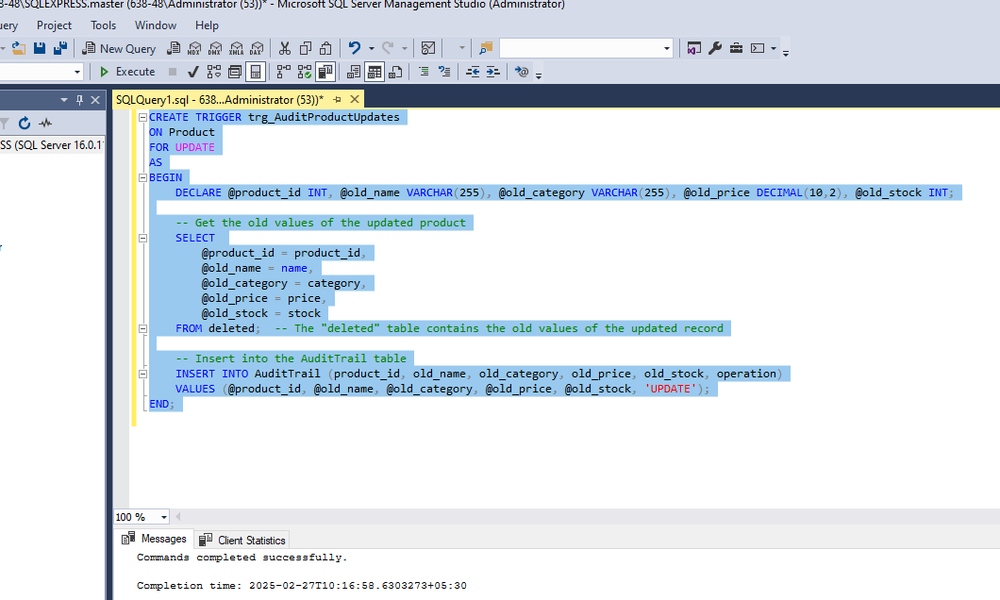 8-48\SQLEXPRESS.master (638-48\Administrator (53))* - Microsoft SQL Server Management Studio (Administrator)
uery Project Tools Window Help
New Query MDX DMX XMLA DAX
Execute
SQLQuery1.sql - 638...Administrator (53))*
SS (SQL Server 16.0.1
CREATE TRIGGER trg_AuditProductUpdates
ON Product
FOR UPDATE
AS
BEGIN
DECLARE @product_id INT, @old_name VARCHAR(255), @old_category VARCHAR(255), @old_price DECIMAL(10,2), @old_stock INT;
-- Get the old values of the updated product
SELECT
@product_id = product_id,
@old_name = name,
@old_category = category,
@old_price = price,
@old_stock = stock
FROM deleted; -- The "deleted" table contains the old values of the updated record
-- Insert into the AuditTrail table
INSERT INTO AuditTrail (product_id, old_name, old_category, old_price, old_stock, operation)
VALUES (@product_id, @old_name, @old_category, @old_price, @old_stock, 'UPDATE');
END;
100 %
Messages Client Statistics
Commands completed successfully.
Completion time: 2025-02-27T10:16:58.6303273+05:30